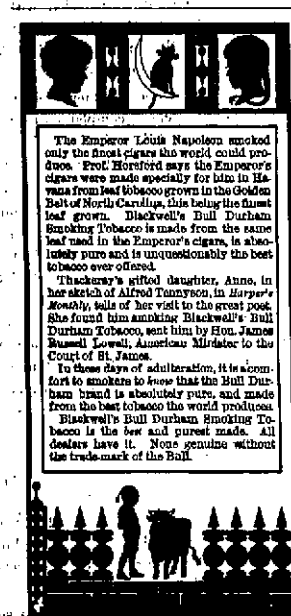 The Emperor Louis Napoleon smoked
only the finest cigars the world could pro-
duce. Prof. Horsford says the Emperor's
cigars were made specially for him in Ha-
vana from leaf tobacco grown in the Golden
Belt of North Carolina, this being the finest
leaf grown. Blackwell's Bull Durham
Smoking Tobacco is made from the same
leaf used in the Emperor's cigars, is abso-
lutely pure and is unquestionably the best
tobacco ever offered.
Thackeray's gifted daughter, Anne, in
her sketch of Alfred Tennyson, in Harper's
Monthly, tells of her visit to the great poet.
She found him smoking Blackwell's Bull
Durham Tobacco, sent him by Hon. James
Russell Lowell, American Minister to the
Court of St. James.
In these days of adulteration, it is a com-
fort to smokers to know that the Bull Dur-
ham brand is absolutely pure, and made
from the best tobacco the world produces.
Blackwell's Bull Durham Smoking To-
bacco is the best and purest made. All
dealers have it. None genuine without
the trade-mark of the Bull.